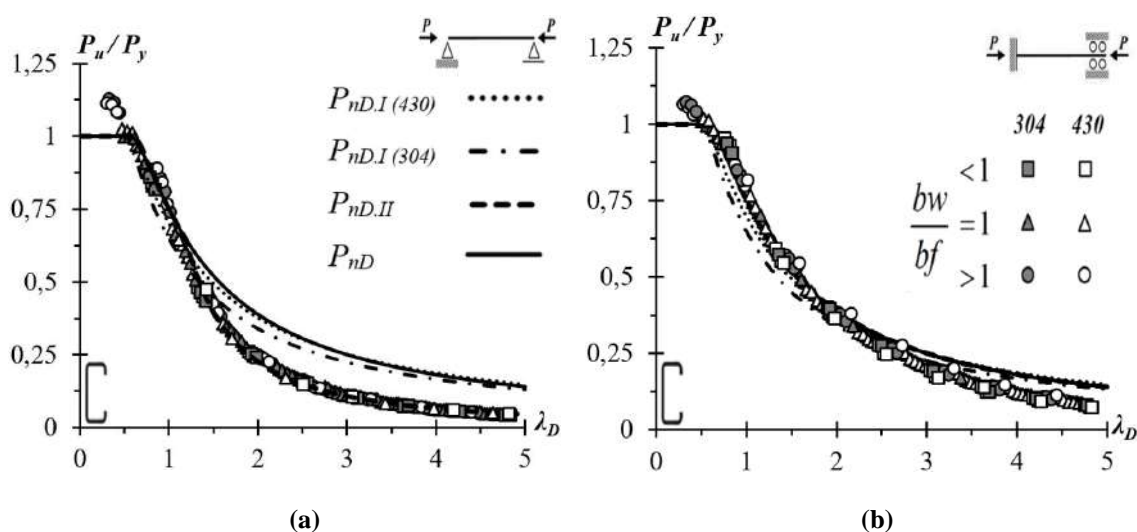 P_u / P_y
1,25
1
0,75
0,5
0,25
0
0 1 2 3 4 5
λ_D
P P
P_nD.I (430)
P_nD.I (304)
P_nD.II
P_nD
(a)
P_u / P_y
1,25
1
0,75
0,5
0,25
0
0 1 2 3 4 5
λ_D
P P
304 430
<1
bw
=1
bf
>1
(b)